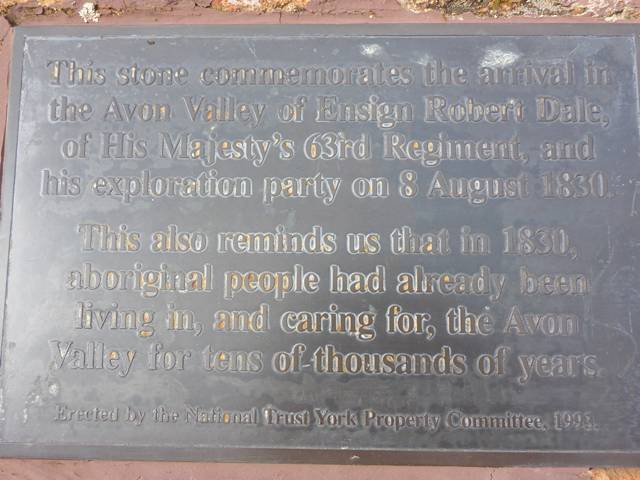 This stone commemorates the arrival in
the Avon Valley of Ensign Robert Dale,
of His Majesty's 63rd Regiment, and
his exploration party on 8 August 1830.
This also reminds us that in 1830,
aboriginal people had already been
living in, and caring for, the Avon
Valley for tens of thousands of years.
Erected by the National Trust York Property Committee,